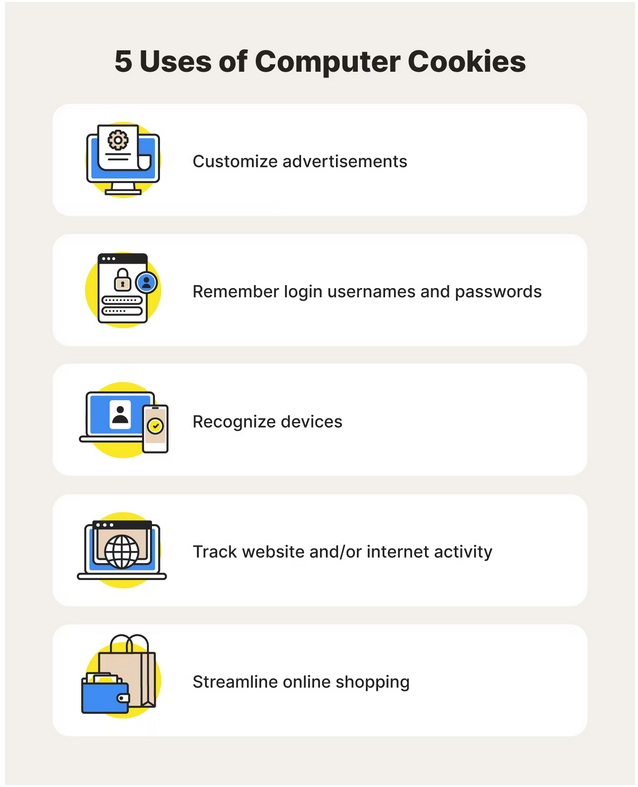 5 Uses of Computer Cookies
Customize advertisements
Remember login usernames and passwords
Recognize devices
Track website and/or internet activity
Streamline online shopping